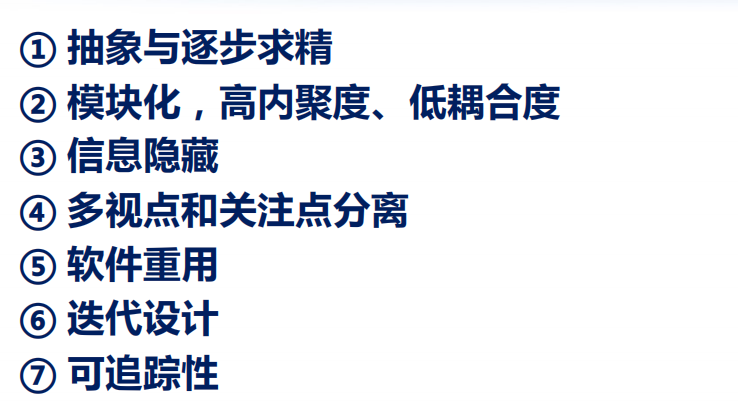 ① 抽象与逐步求精
② 模块化，高内聚度、低耦合度
③ 信息隐藏
④ 多视点和关注点分离
⑤ 软件重用
⑥ 迭代设计
⑦ 可追踪性